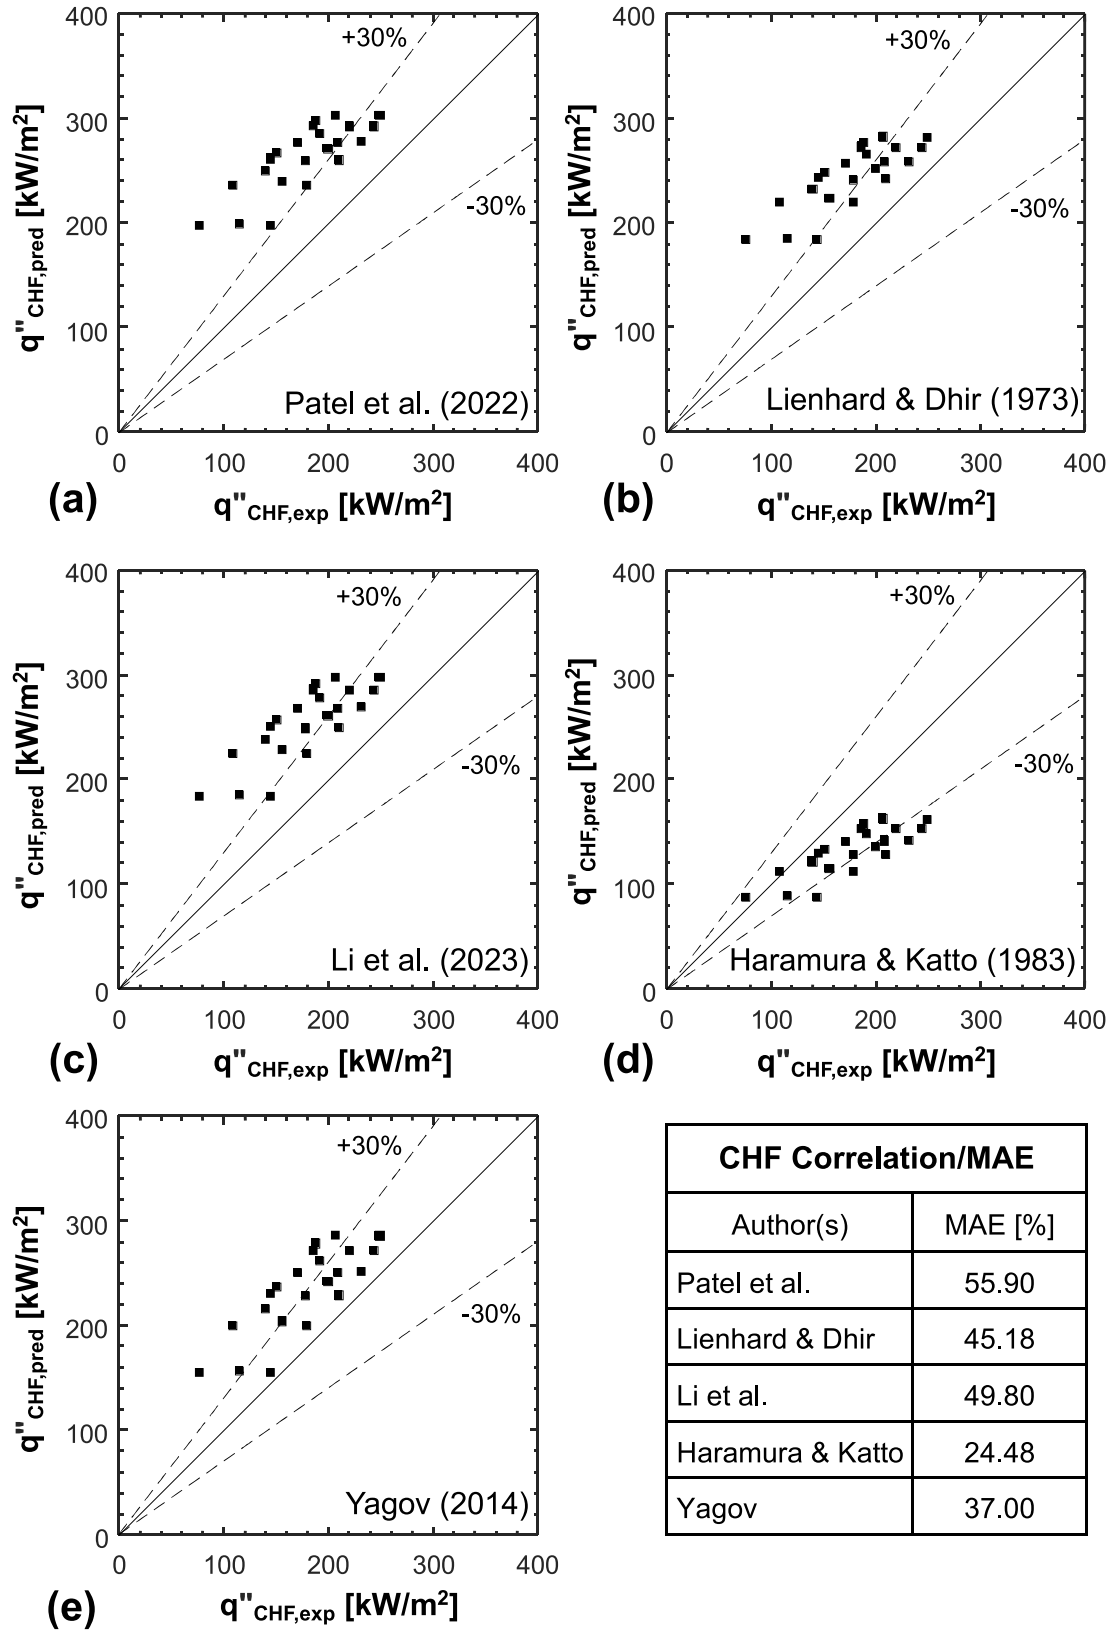 400
300
200
100
0
q"CHF,pred [kW/m²]
+30%
-30%
Patel et al. (2022)
0 100 200 300 400
(a)
q"CHF,exp [kW/m²]
400
300
200
100
0
q"CHF,pred [kW/m²]
+30%
-30%
Lienhard & Dhir (1973)
0 100 200 300 400
(b)
q"CHF,exp [kW/m²]
400
300
200
100
0
q"CHF,pred [kW/m²]
+30%
-30%
Li et al. (2023)
0 100 200 300 400
(c)
q"CHF,exp [kW/m²]
400
300
200
100
0
q"CHF,pred [kW/m²]
+30%
-30%
Haramura & Katto (1983)
0 100 200 300 400
(d)
q"CHF,exp [kW/m²]
400
300
200
100
0
q"CHF,pred [kW/m²]
+30%
-30%
Yagov (2014)
0 100 200 300 400
(e)
q"CHF,exp [kW/m²]
CHF Correlation/MAE
Author(s) MAE [%]
Patel et al. 55.90
Lienhard & Dhir 45.18
Li et al. 49.80
Haramura & Katto 24.48
Yagov 37.00